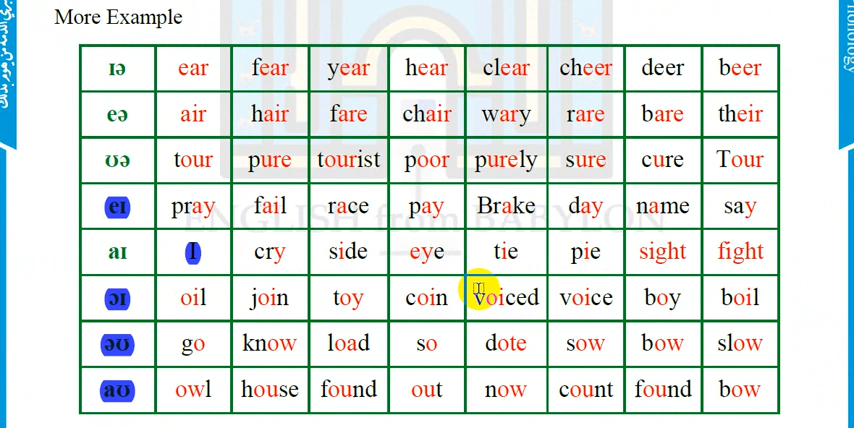 More Example
ɪə ear fear year hear clear cheer deer beer
eə air hair fare chair wary rare bare their
ʊə tour pure tourist poor purely sure cure Tour
eɪ pray fail race pay Brake day name say
aɪ I cry side eye tie pie sight fight
ɔɪ oil join toy coin voiced voice boy boil
əʊ go know load so dote sow bow slow
aʊ owl house found out now count found bow
ENGLISH from BABYLON